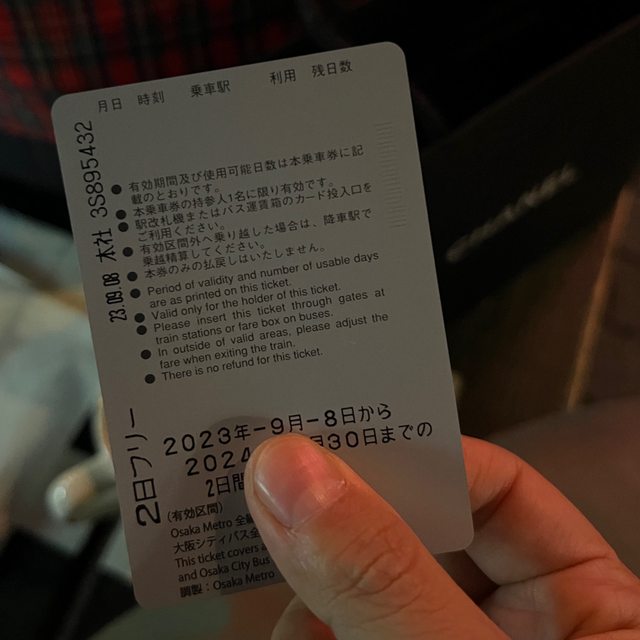 月日 時刻 乗車駅 利用 残日数
23.09.08 本社 3S895432
● 有効期間及び使用可能日数は本乗車券に記
載のとおりです。
● 本乗車券の持参人1名に限り有効です。
● 駅改札機またはバス運賃箱のカード投入口を
ご利用ください。
● 有効区間外へ乗り越した場合は、降車駅で
乗越精算してください。
● 本券のみの払戻しはいたしません。
● Period of validity and number of usable days
are as printed on this ticket.
● Valid only for the holder of this ticket.
● Please insert this ticket through gates at
train stations or fare box on buses.
● In outside of valid areas, please adjust the
fare when exiting the train.
● There is no refund for this ticket.
2日フリー
2023年-9月-8日から
2024 月30日までの
2日間
(有効区間)
Osaka Metro 全
大阪シティバス全
This ticket covers
and Osaka City Bus
調製:Osaka Metro
CHANEL